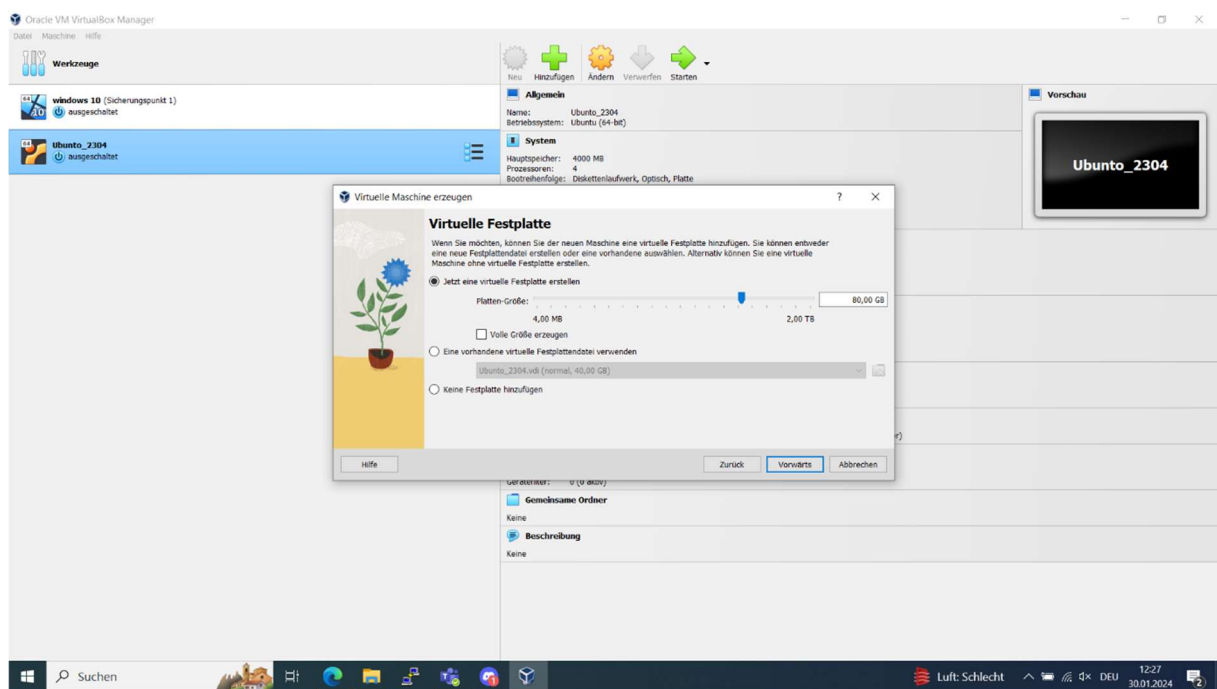 Oracle VM VirtualBox Manager
Datei Maschine Hilfe
Werkzeuge
Neu Hinzufügen Ändern Verwerfen Starten
windows 10 (Sicherungspunkt 1)
ausgeschaltet
Ubunto_2304
ausgeschaltet
Allgemein
Name: Ubunto_2304
Betriebssystem: Ubuntu (64-bit)
System
Hauptspeicher: 4000 MB
Prozessoren: 4
Bootreihenfolge: Diskettenlaufwerk, Optisch, Platte
Vorschau
Ubunto_2304
Virtuelle Maschine erzeugen
? 
Virtuelle Festplatte
Wenn Sie möchten, können Sie der neuen Maschine eine virtuelle Festplatte hinzufügen. Sie können entweder
eine neue Festplattendatei erstellen oder eine vorhandene auswählen. Alternativ können Sie eine virtuelle
Maschine ohne virtuelle Festplatte erstellen.
Jetzt eine virtuelle Festplatte erstellen
Platten-Größe: 80,00 GB
4,00 MB 2,00 TB
Volle Größe erzeugen
Eine vorhandene virtuelle Festplattendatei verwenden
Ubunto_2304.vdi (normal, 40,00 GB)
Keine Festplatte hinzufügen
Hilfe Zurück Vorwärts Abbrechen
r)
Gerätefilter: 0 (0 aktiv)
Gemeinsame Ordner
Keine
Beschreibung
Keine
Suchen
Luft: Schlecht
DEU
12:27
30.01.2024
2